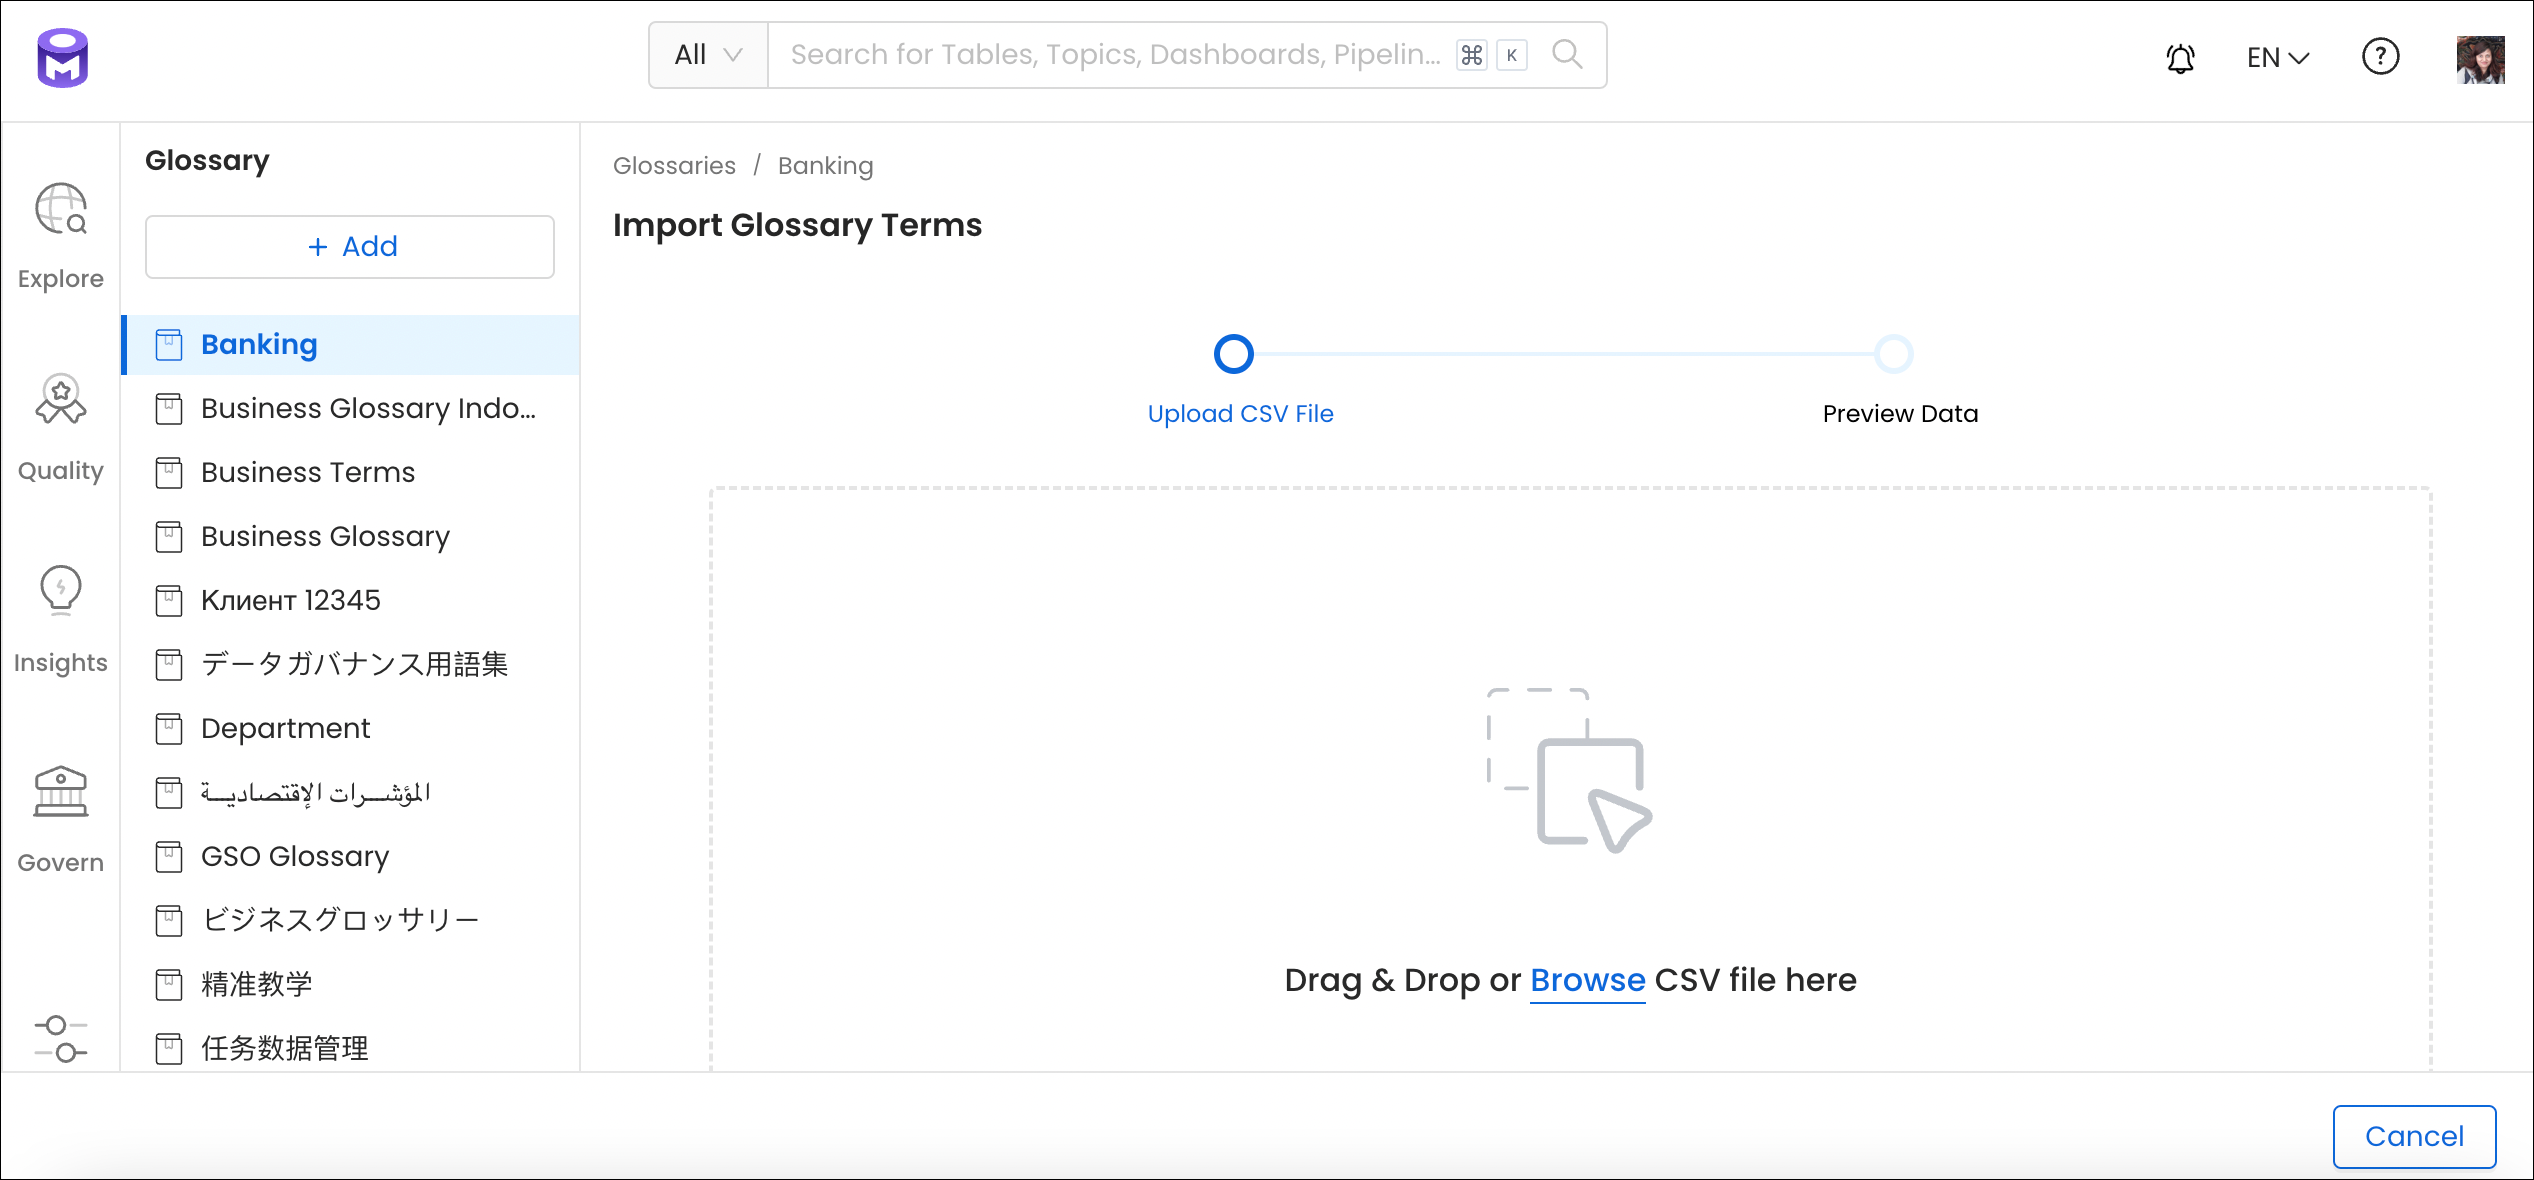 All
Search for Tables, Topics, Dashboards, Pipelin... ⌘ K
EN
Explore
Quality
Insights
Govern
Glossary
+ Add
Banking
Business Glossary Indo...
Business Terms
Business Glossary
Клиент 12345
データガバナンス用語集
Department
المؤشـــرات الإقتصاديـــة
GSO Glossary
ビジネスグロッサリー
精准教学
任务数据管理
Glossaries / Banking
Import Glossary Terms
Upload CSV File
Preview Data
Drag & Drop or Browse CSV file here
Cancel